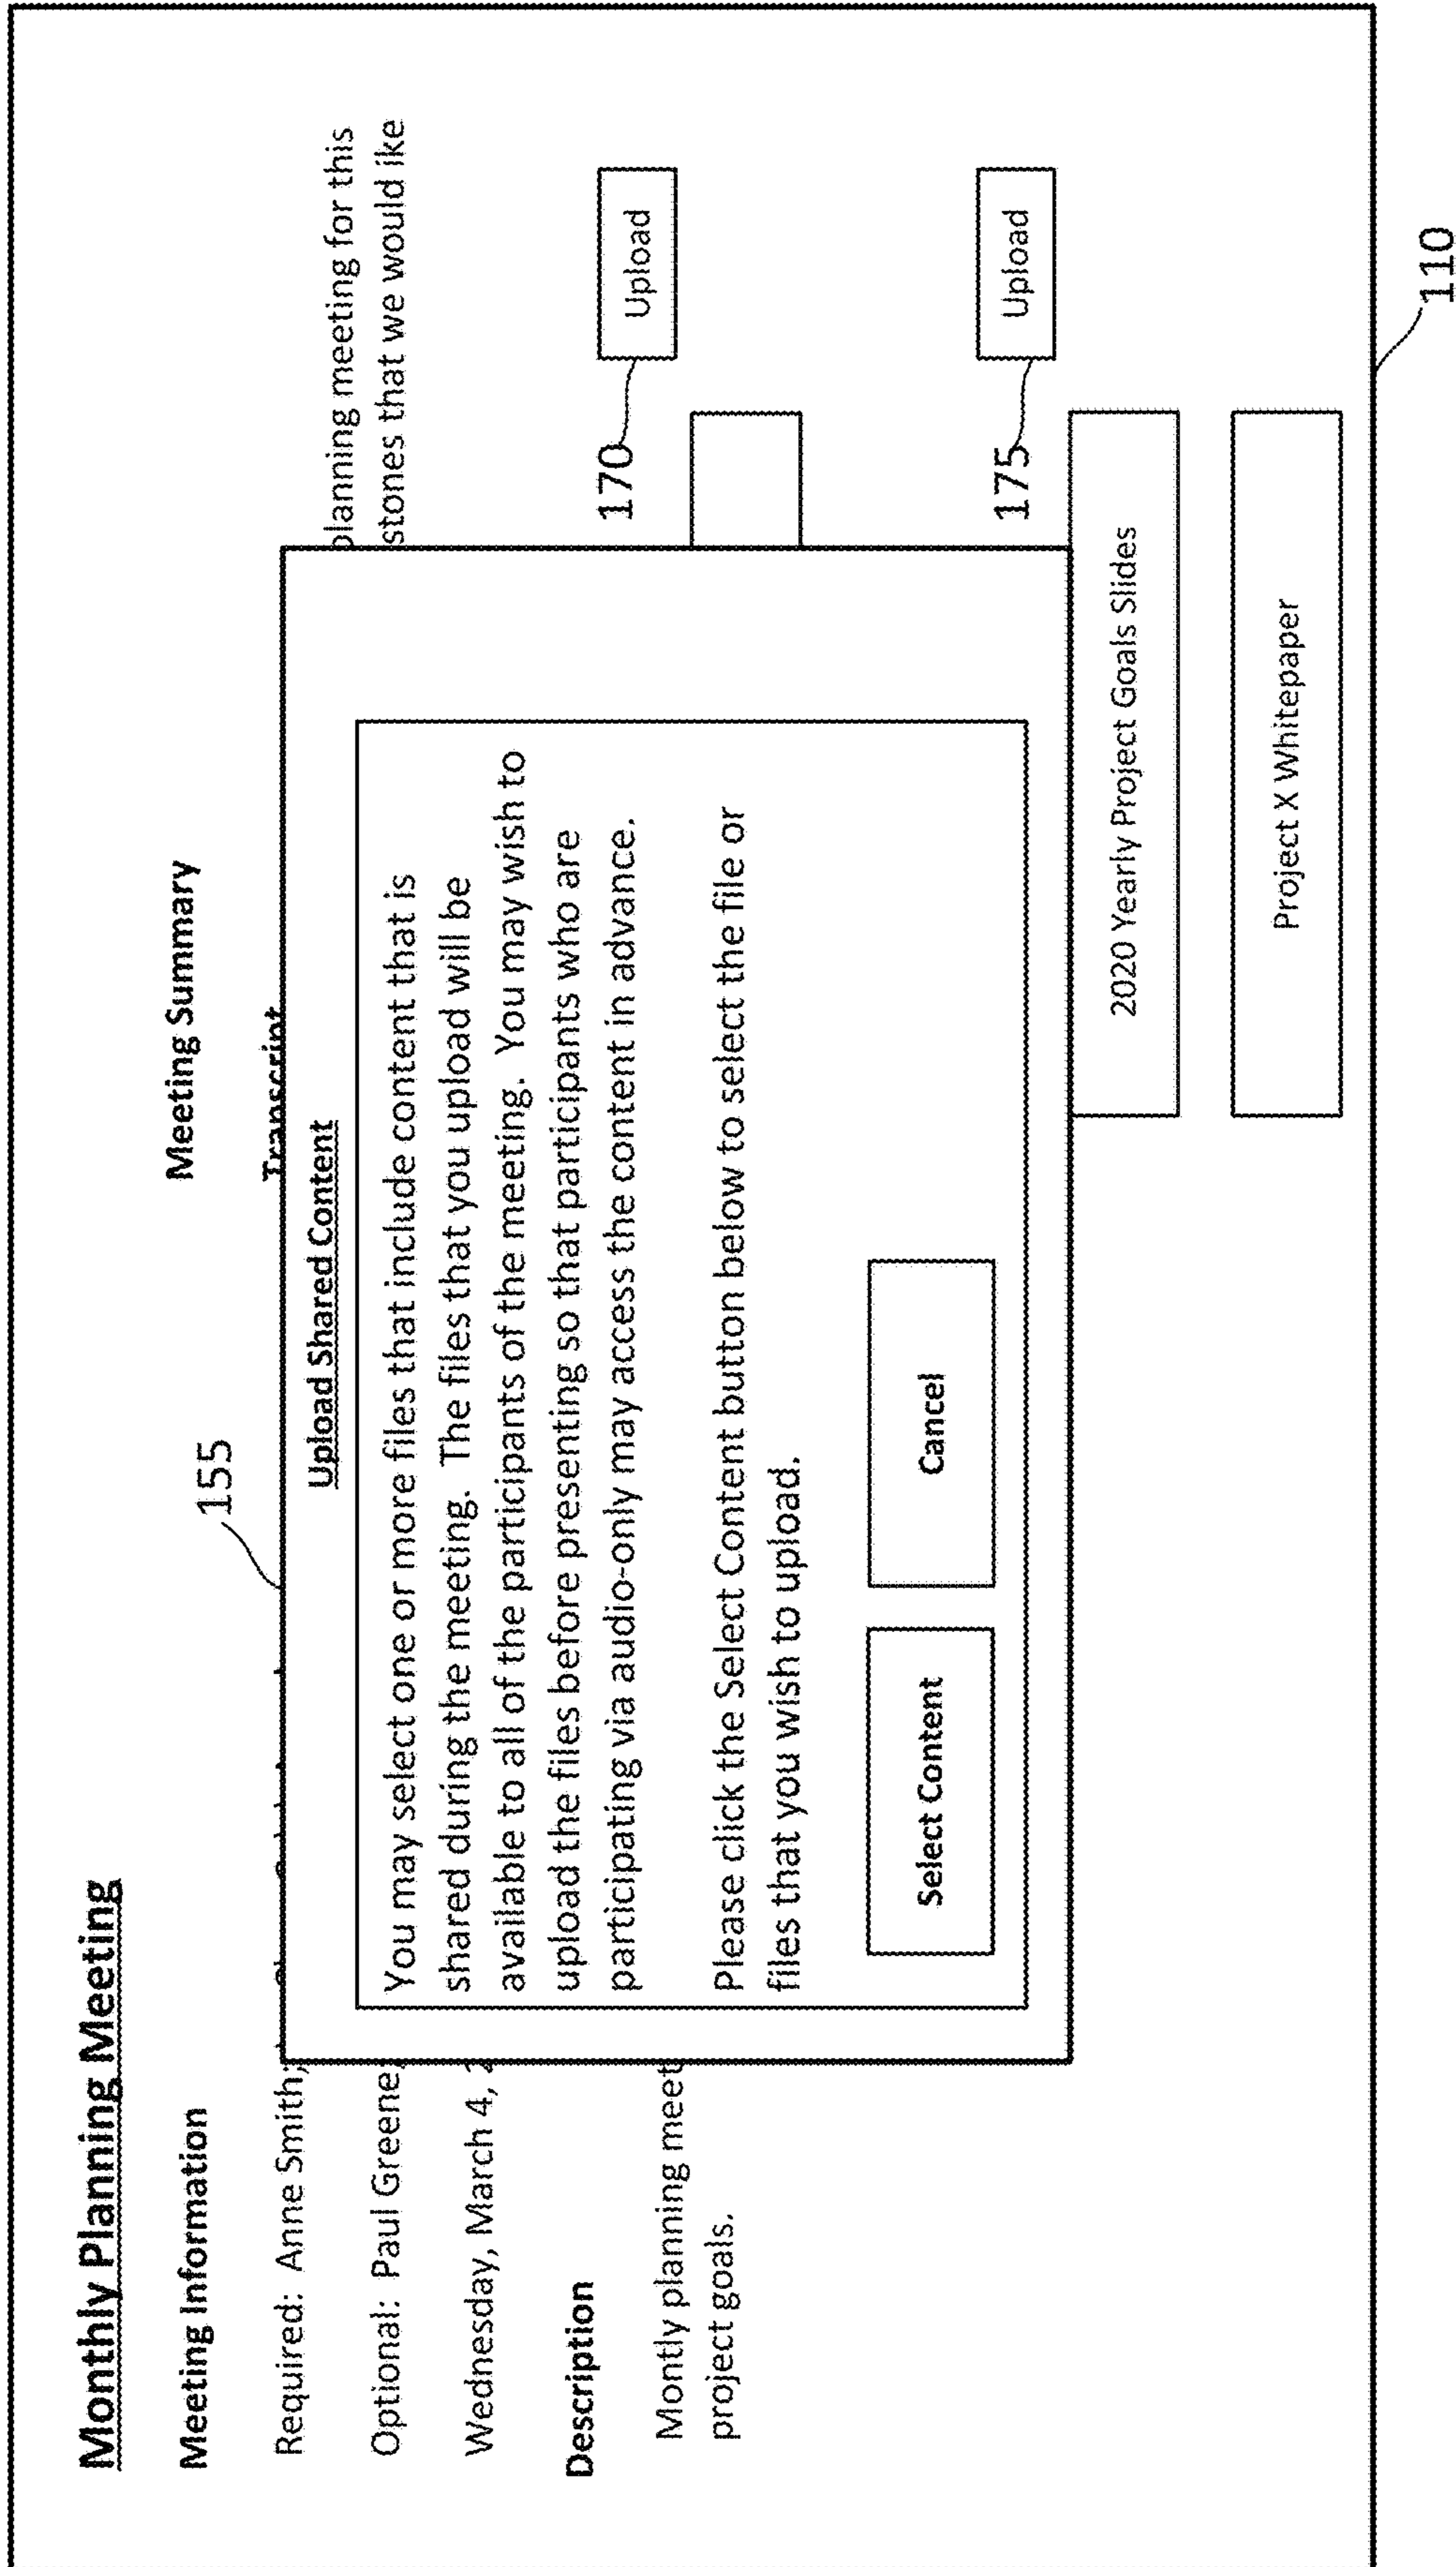 Monthly Planning Meeting
Meeting Information
Required: Anne Smith;
Optional: Paul Greene,
Wednesday, March 4,
Description
Montly planning meet
project goals.
Meeting Summary
Transcript
planning meeting for this
stones that we would ike
155
Upload Shared Content
You may select one or more files that include content that is
shared during the meeting. The files that you upload will be
available to all of the participants of the meeting. You may wish to
upload the files before presenting so that participants who are
participating via audio-only may access the content in advance.
Please click the Select Content button below to select the file or
files that you wish to upload.
Select Content
Cancel
170
Upload
175
Upload
2020 Yearly Project Goals Slides
Project X Whitepaper
110